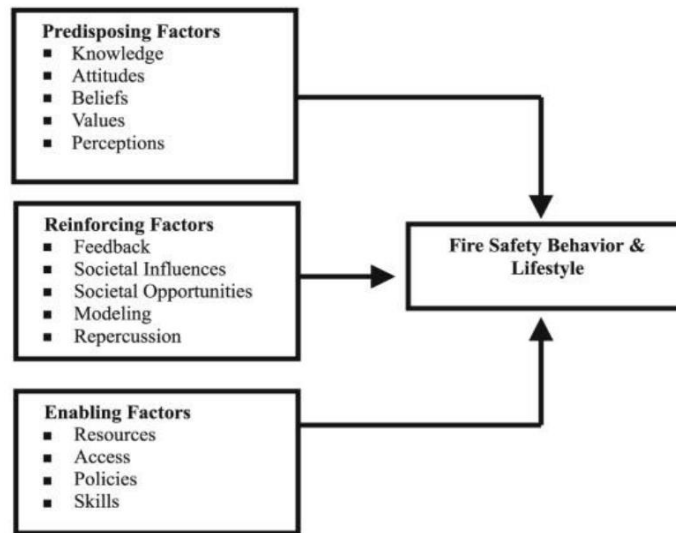 Predisposing Factors
▪ Knowledge
▪ Attitudes
▪ Beliefs
▪ Values
▪ Perceptions
Reinforcing Factors
▪ Feedback
▪ Societal Influences
▪ Societal Opportunities
▪ Modeling
▪ Repercussion
Fire Safety Behavior &
Lifestyle
Enabling Factors
▪ Resources
▪ Access
▪ Policies
▪ Skills